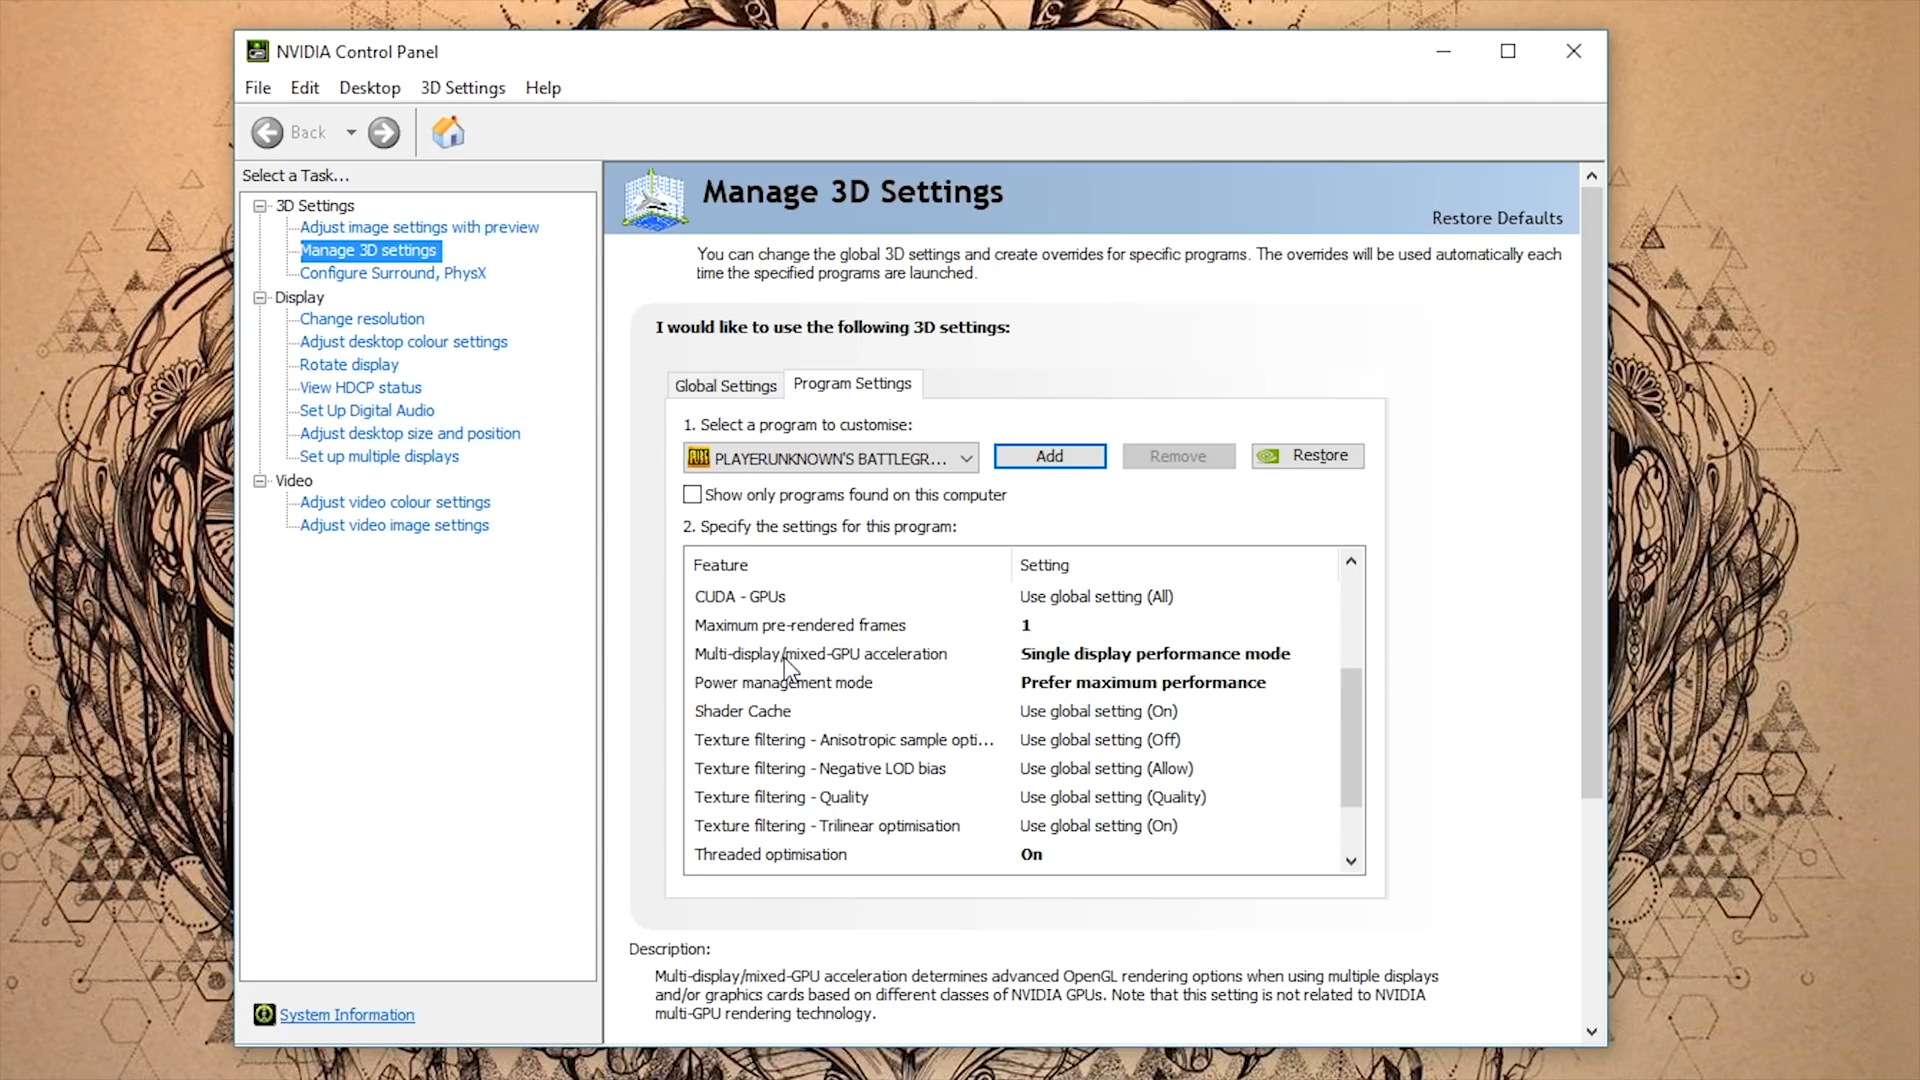 NVIDIA Control Panel
File Edit Desktop 3D Settings Help
Back
Select a Task...
3D Settings
Adjust image settings with preview
Manage 3D settings
Configure Surround, PhysX
Display
Change resolution
Adjust desktop colour settings
Rotate display
View HDCP status
Set Up Digital Audio
Adjust desktop size and position
Set up multiple displays
Video
Adjust video colour settings
Adjust video image settings
System Information
Manage 3D Settings
Restore Defaults
You can change the global 3D settings and create overrides for specific programs. The overrides will be used automatically each
time the specified programs are launched.
I would like to use the following 3D settings:
Global Settings Program Settings
1. Select a program to customise:
PUBG PLAYERUNKNOWN'S BATTLEGR... Add Remove Restore
Show only programs found on this computer
2. Specify the settings for this program:
Feature Setting
CUDA - GPUs Use global setting (All)
Maximum pre-rendered frames 1
Multi-display/mixed-GPU acceleration Single display performance mode
Power management mode Prefer maximum performance
Shader Cache Use global setting (On)
Texture filtering - Anisotropic sample opti... Use global setting (Off)
Texture filtering - Negative LOD bias Use global setting (Allow)
Texture filtering - Quality Use global setting (Quality)
Texture filtering - Trilinear optimisation Use global setting (On)
Threaded optimisation On
Description:
Multi-display/mixed-GPU acceleration determines advanced OpenGL rendering options when using multiple displays
and/or graphics cards based on different classes of NVIDIA GPUs. Note that this setting is not related to NVIDIA
multi-GPU rendering technology.